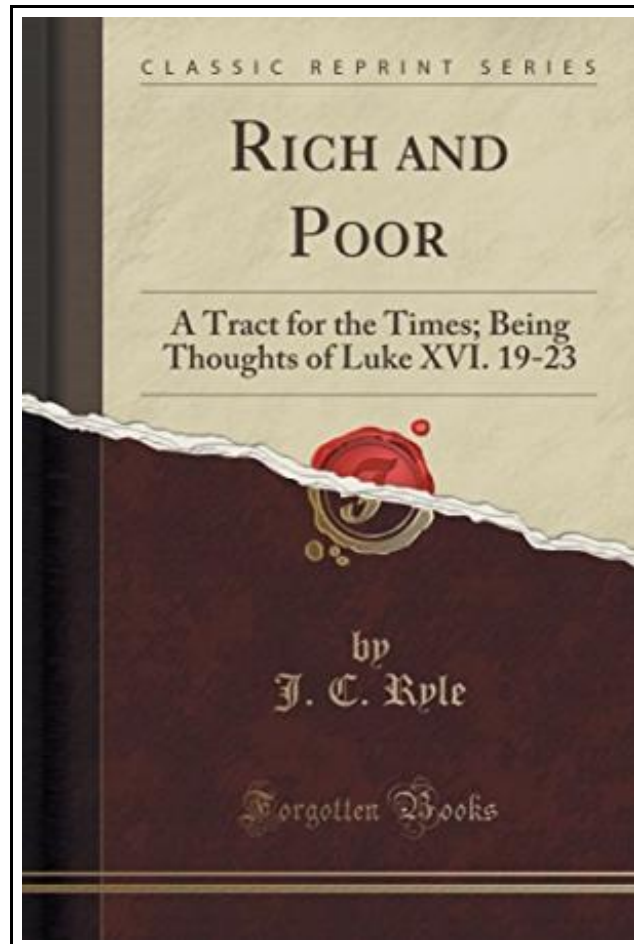 CLASSIC REPRINT SERIES
RICH AND
POOR
A Tract for the Times; Being
Thoughts of Luke XVI. 19-23
by
J. C. Ryle
Forgotten Books